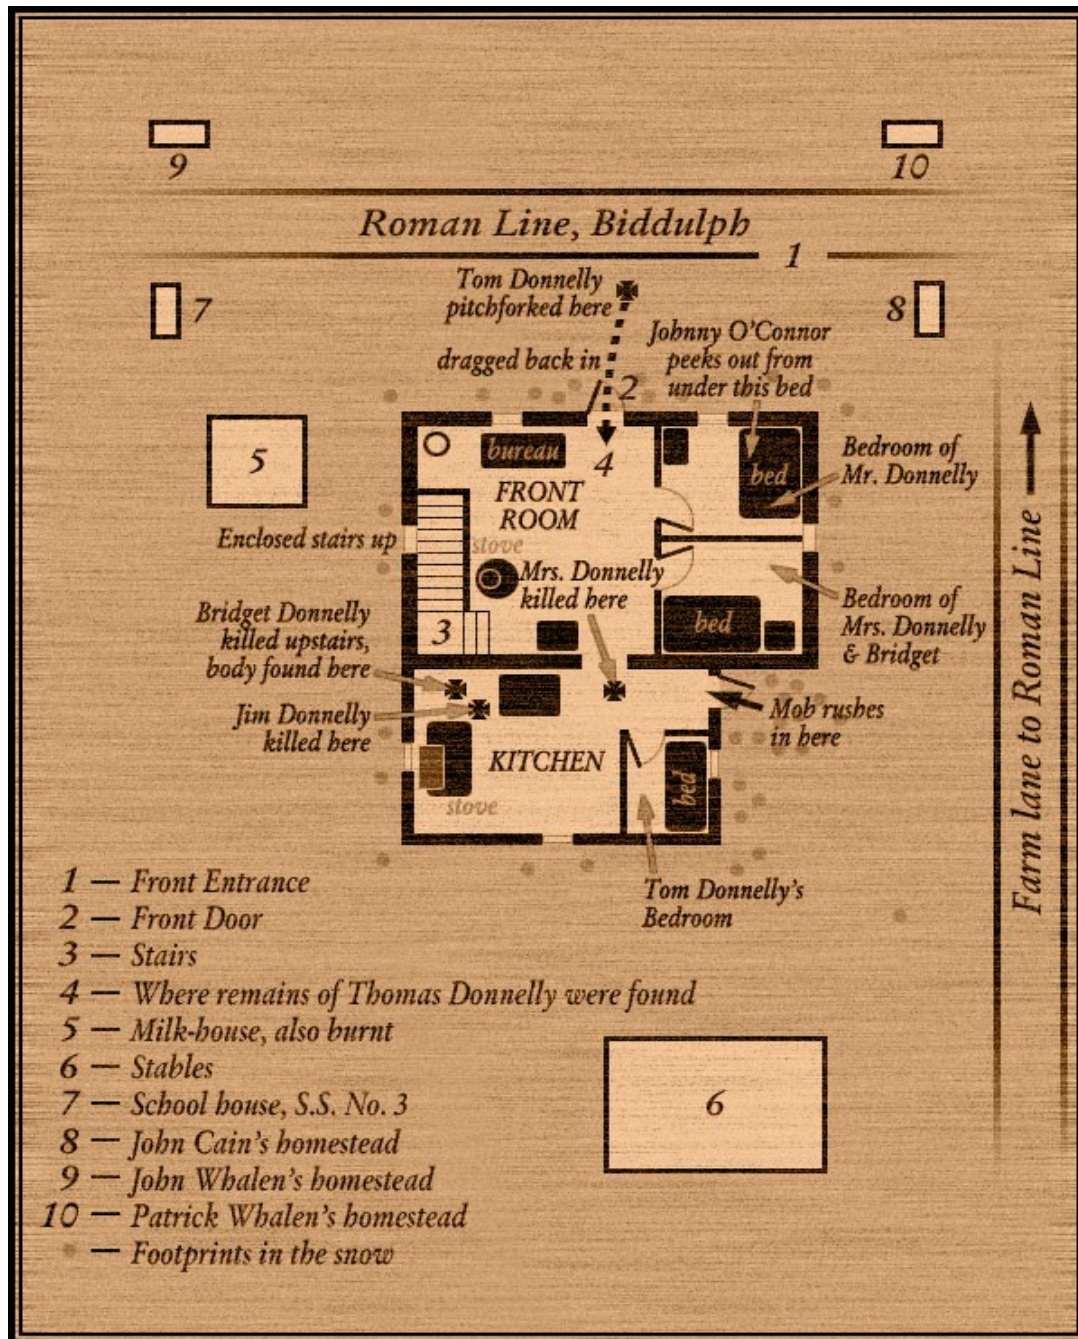 9
10
Roman Line, Biddulph
1
Tom Donnelly
pitchforked here
7
8
Johnny O'Connor
peeks out from
under this bed
dragged back in
2
5
bureau
4
FRONT
ROOM
bed
Bedroom of
Mr. Donnelly
Enclosed stairs up
stove
Mrs. Donnelly
killed here
3
bed
Bedroom of
Mrs. Donnelly
& Bridget
Bridget Donnelly
killed upstairs,
body found here
Jim Donnelly
killed here
Mob rushes
in here
KITCHEN
stove
bed
Tom Donnelly's
Bedroom
Farm lane to Roman Line
1 — Front Entrance
2 — Front Door
3 — Stairs
4 — Where remains of Thomas Donnelly were found
5 — Milk-house, also burnt
6 — Stables
7 — School house, S.S. No. 3
8 — John Cain's homestead
9 — John Whalen's homestead
10 — Patrick Whalen's homestead
— Footprints in the snow
6